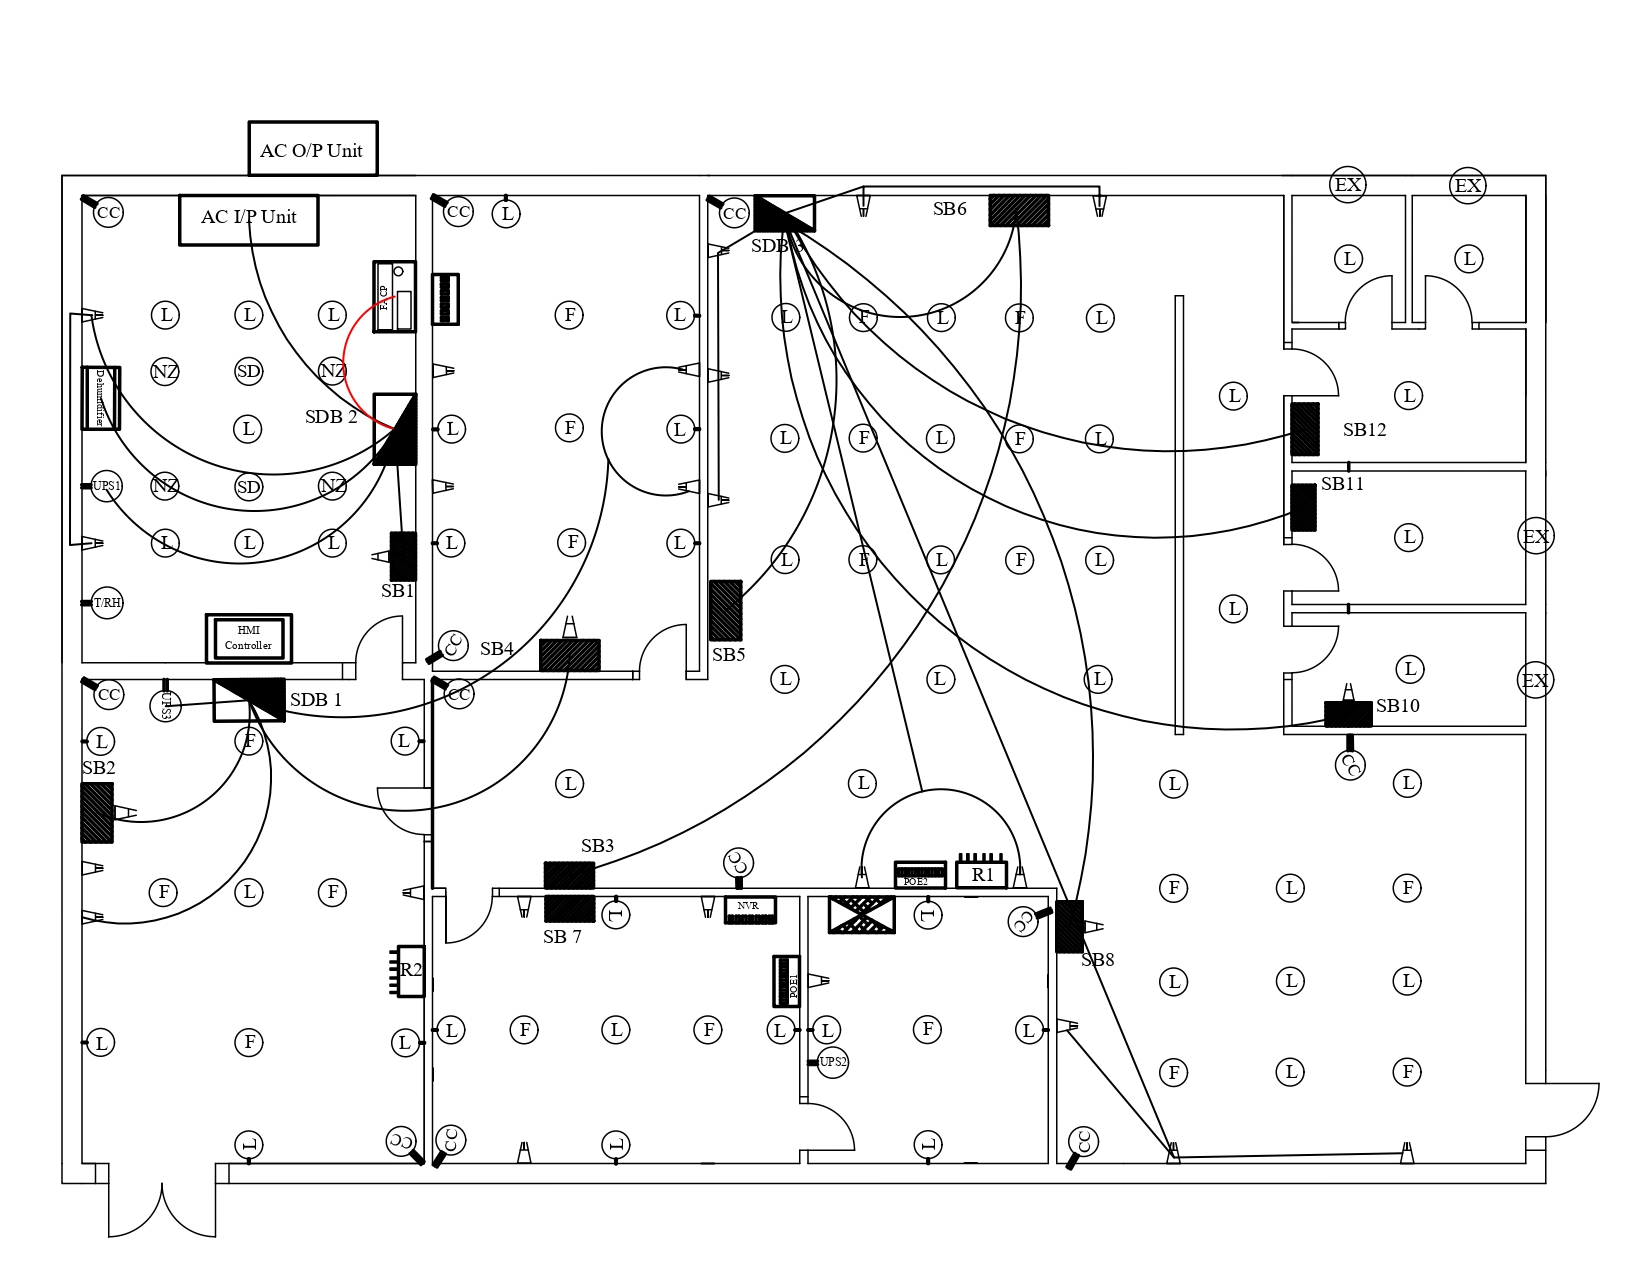 AC O/P Unit
EX EX
CC AC I/P Unit CC L CC SDB 3 SB6
L L
L L L FACP F L L F L F L
NZ SD NZ
Dehumidifier
L SDB 2 L F L L F L F L L L SB12
UPS1 NZ SD NZ SB11
L L L L F L L F L F L L EX
SB1
T/RH L
HMI
Controller
CC SB4 SB5
CC UPS3 SDB 1 CC L L L L EX
SB10
L F L
SB2 CC
L L L L
SB3
CC POE2 R1
F L F F L F
NVR L L CC
SB 7
SB8
R2 POE1 L L L
L F L L F L F L L F L
UPS2
F L F
L CC CC L L CC